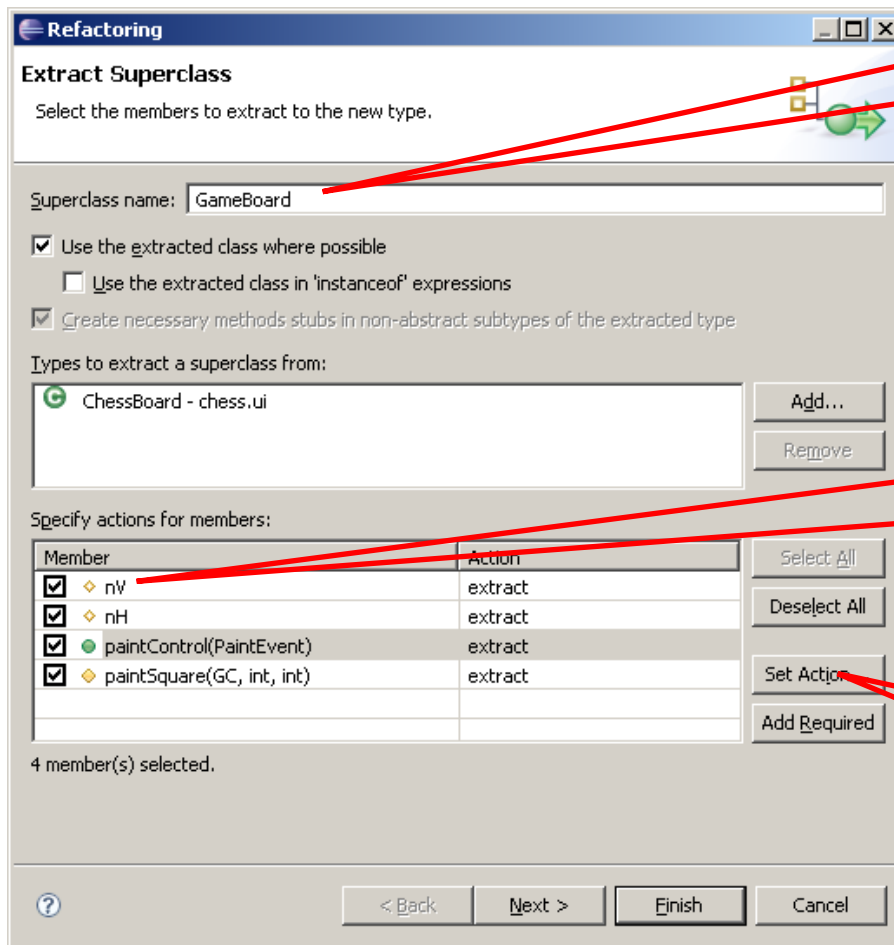 Refactoring
Extract Superclass
Select the members to extract to the new type.
Superclass name: GameBoard
Use the extracted class where possible
Use the extracted class in 'instanceof' expressions
Create necessary methods stubs in non-abstract subtypes of the extracted type
Types to extract a superclass from:
ChessBoard - chess.ui
Add...
Remove
Specify actions for members:
Member Action
nV extract
nH extract
paintControl(PaintEvent) extract
paintSquare(GC, int, int) extract
Select All
Deselect All
Set Action...
Add Required
4 member(s) selected.
? < Back Next > Finish Cancel